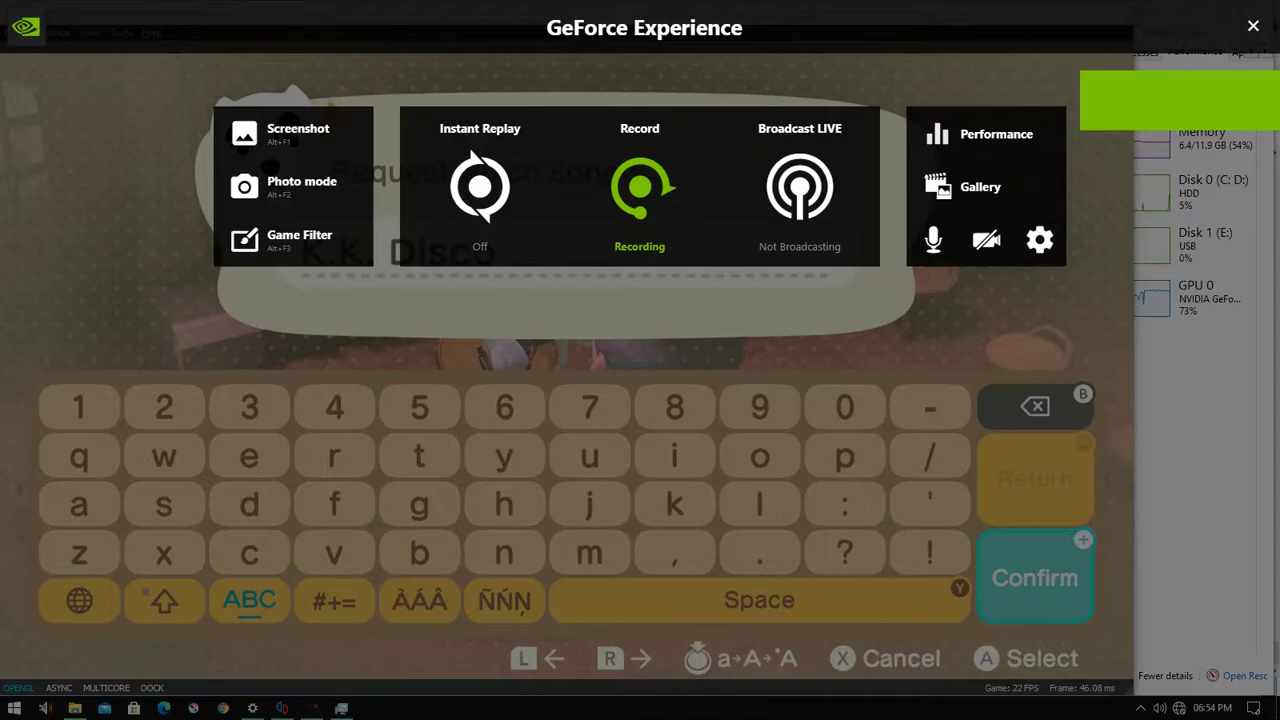 GeForce Experience
Tools Help
Performance
Screenshot
Alt+F1
Photo mode
Alt+F2
Game Filter
Alt+F3
Instant Replay
Off
Record
Recording
Broadcast LIVE
Not Broadcasting
Performance
Gallery
Memory
6.4/11.9 GB (54%)
Disk 0 (C: D:)
HDD
5%
Disk 1 (E:)
USB
0%
GPU 0
NVIDIA GeFo...
73%
K.K. Disco
1 2 3 4 5 6 7 8 9 0 - B
q w e r t y u i o p / Return
a s d f g h j k l : '
z x c v b n m , . ? ! + Confirm
ABC #+= ÀÁÂ ÑŃŅ Space Y
L ← R → a→A→•A X Cancel A Select
OPENGL ASYNC MULTICORE DOCK Game: 22 FPS Frame: 46.08 ms
Fewer details Open Resc
06:54 PM